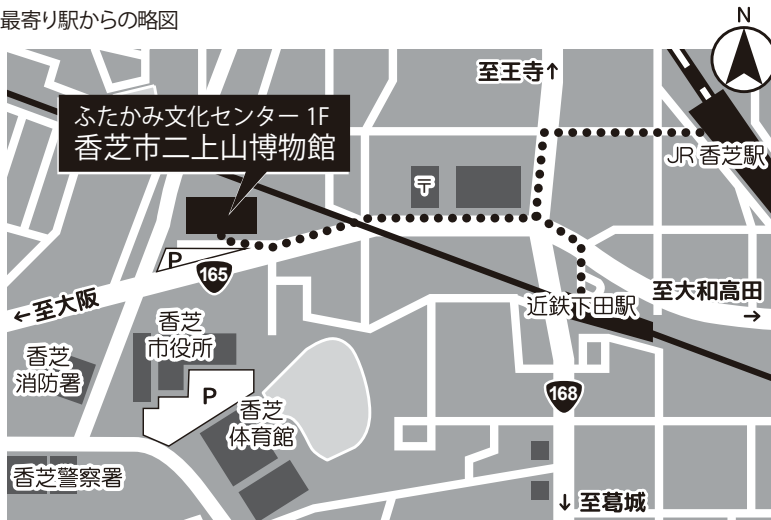 最寄り駅からの略図
N
至王寺↑
ふたかみ文化センター 1F
香芝市二上山博物館
JR 香芝駅
〒
P
165
←至大阪
近鉄下田駅
至大和高田
→
香芝
市役所
香芝
消防署
P
168
香芝
体育館
香芝警察署
↓至葛城